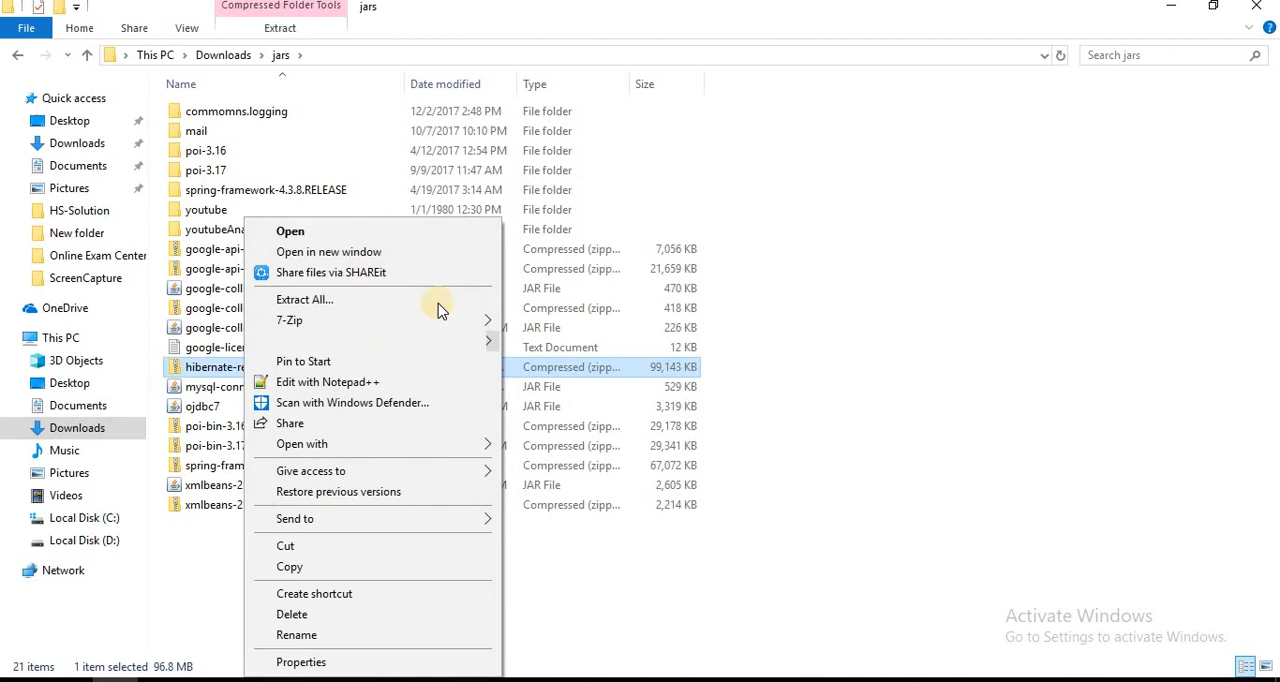 Compressed Folder Tools jars
File Home Share View Extract
This PC Downloads jars Search jars
Name Date modified Type Size
Quick access
Desktop
Downloads
Documents
Pictures
HS-Solution
New folder
Online Exam Center
ScreenCapture
OneDrive
This PC
3D Objects
Desktop
Documents
Downloads
Music
Pictures
Videos
Local Disk (C:)
Local Disk (D:)
Network
commomns.logging 12/2/2017 2:48 PM File folder
mail 10/7/2017 10:10 PM File folder
poi-3.16 4/12/2017 12:54 PM File folder
poi-3.17 9/9/2017 11:47 AM File folder
spring-framework-4.3.8.RELEASE 4/19/2017 3:14 AM File folder
youtube 1/1/1980 12:30 PM File folder
youtubeAna File folder
google-api- Compressed (zipp... 7,056 KB
google-api- Compressed (zipp... 21,659 KB
google-coll JAR File 470 KB
google-coll Compressed (zipp... 418 KB
google-coll JAR File 226 KB
google-lice Text Document 12 KB
hibernate-re Compressed (zipp... 99,143 KB
mysql-conn JAR File 529 KB
ojdbc7 JAR File 3,319 KB
poi-bin-3.16 Compressed (zipp... 29,178 KB
poi-bin-3.17 Compressed (zipp... 29,341 KB
spring-fram Compressed (zipp... 67,072 KB
xmlbeans-2 JAR File 2,605 KB
xmlbeans-2 Compressed (zipp... 2,214 KB
Open
Open in new window
Share files via SHAREit
Extract All...
7-Zip
Pin to Start
Edit with Notepad++
Scan with Windows Defender...
Share
Open with
Give access to
Restore previous versions
Send to
Cut
Copy
Create shortcut
Delete
Rename
Properties
Activate Windows
Go to Settings to activate Windows.
21 items 1 item selected 96.8 MB